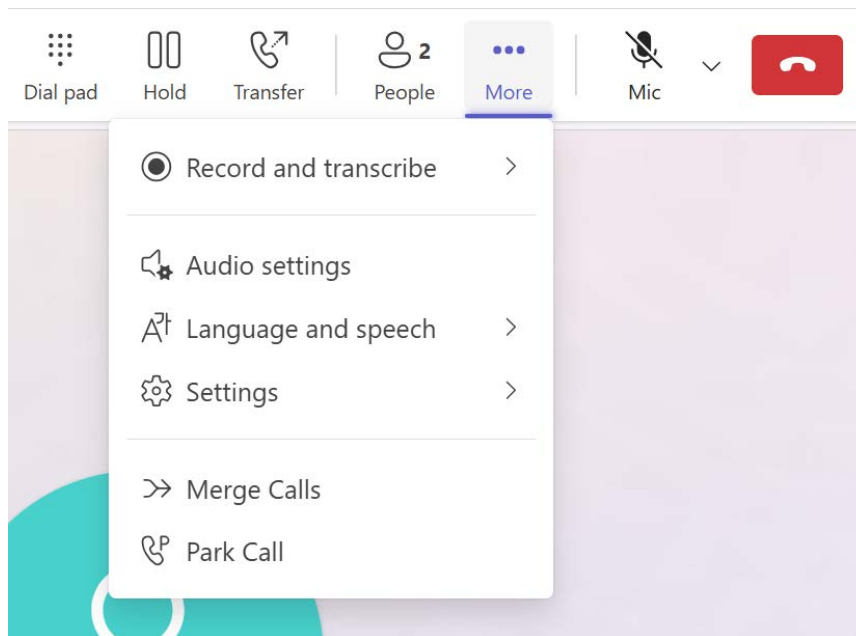 Dial pad Hold Transfer People 2 More Mic
Record and transcribe
Audio settings
Language and speech
Settings
Merge Calls
Park Call